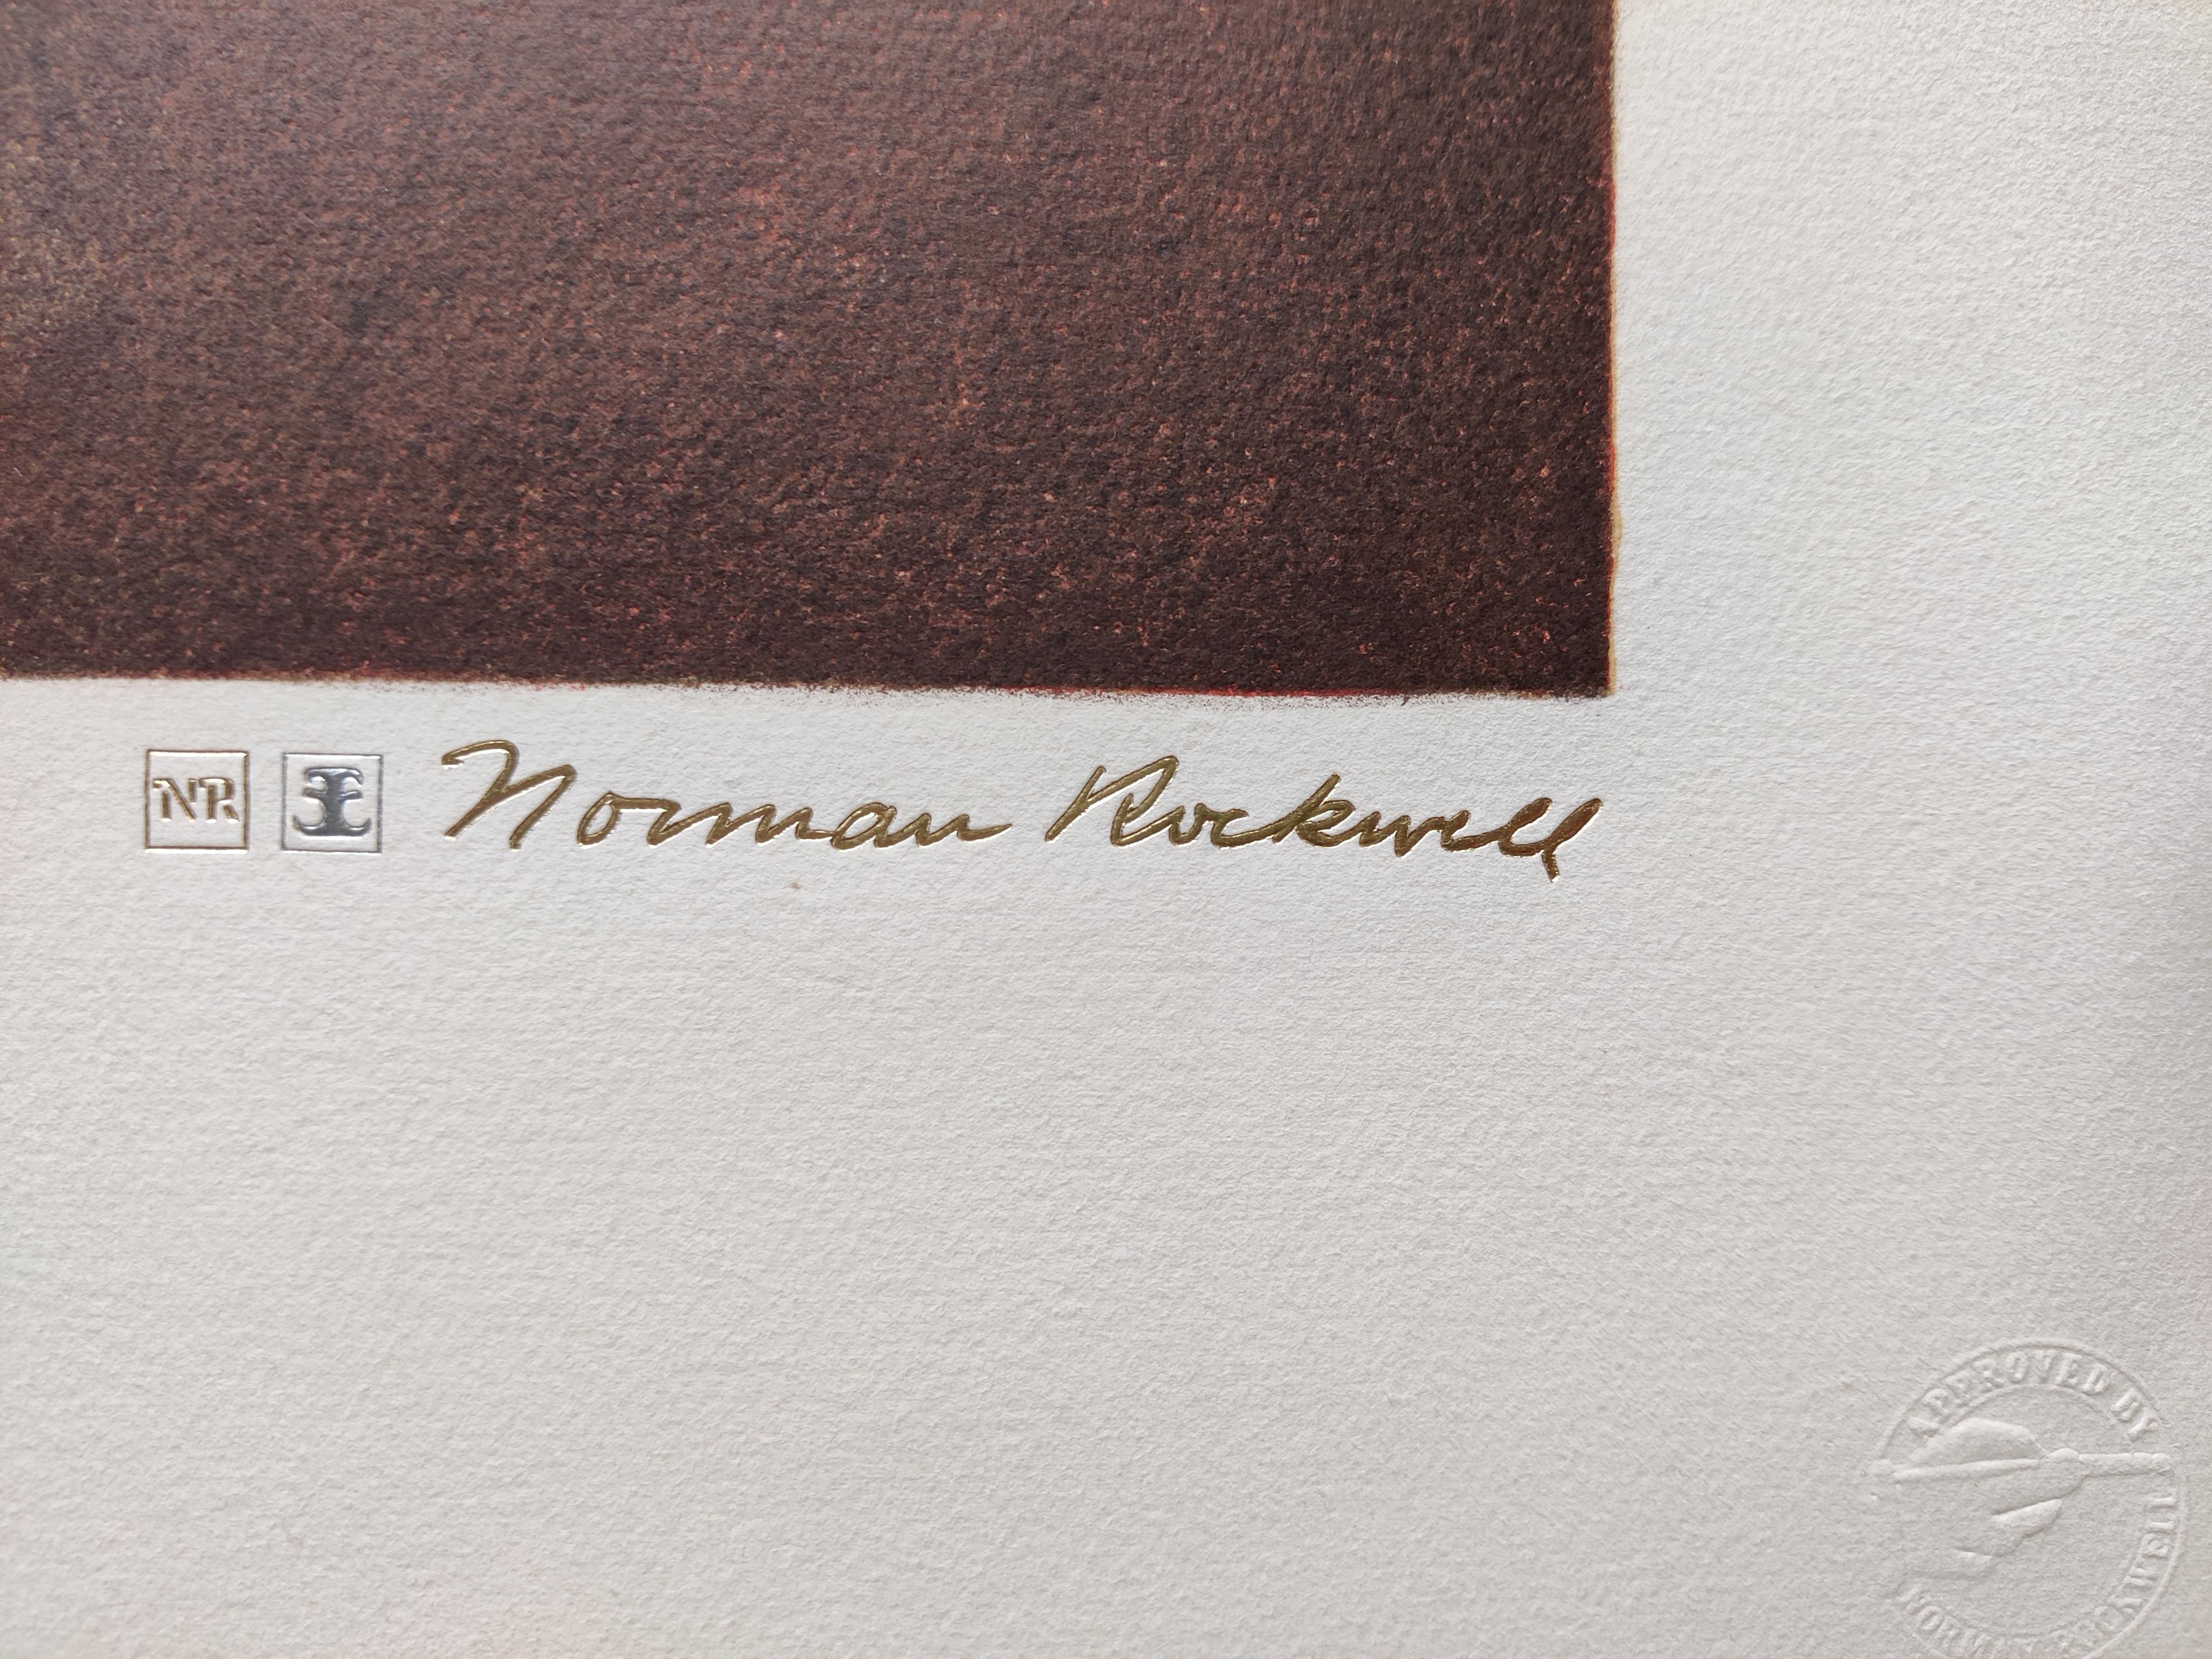 NR Norman Rockwell
APPROVED BY
NORMAN ROCKWELL